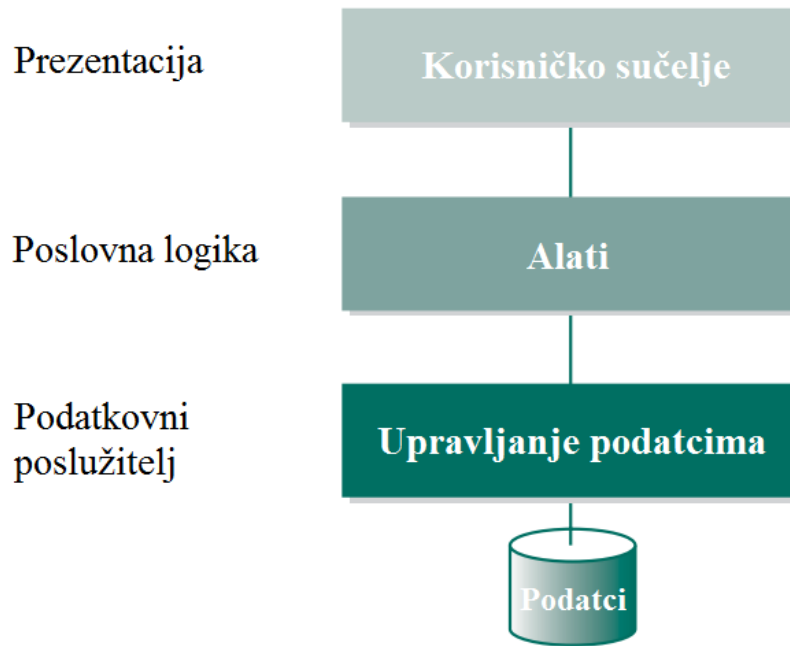 Prezentacija
Korisničko sučelje
Poslovna logika
Alati
Podatkovni
poslužitelj
Upravljanje podatcima
Podatci